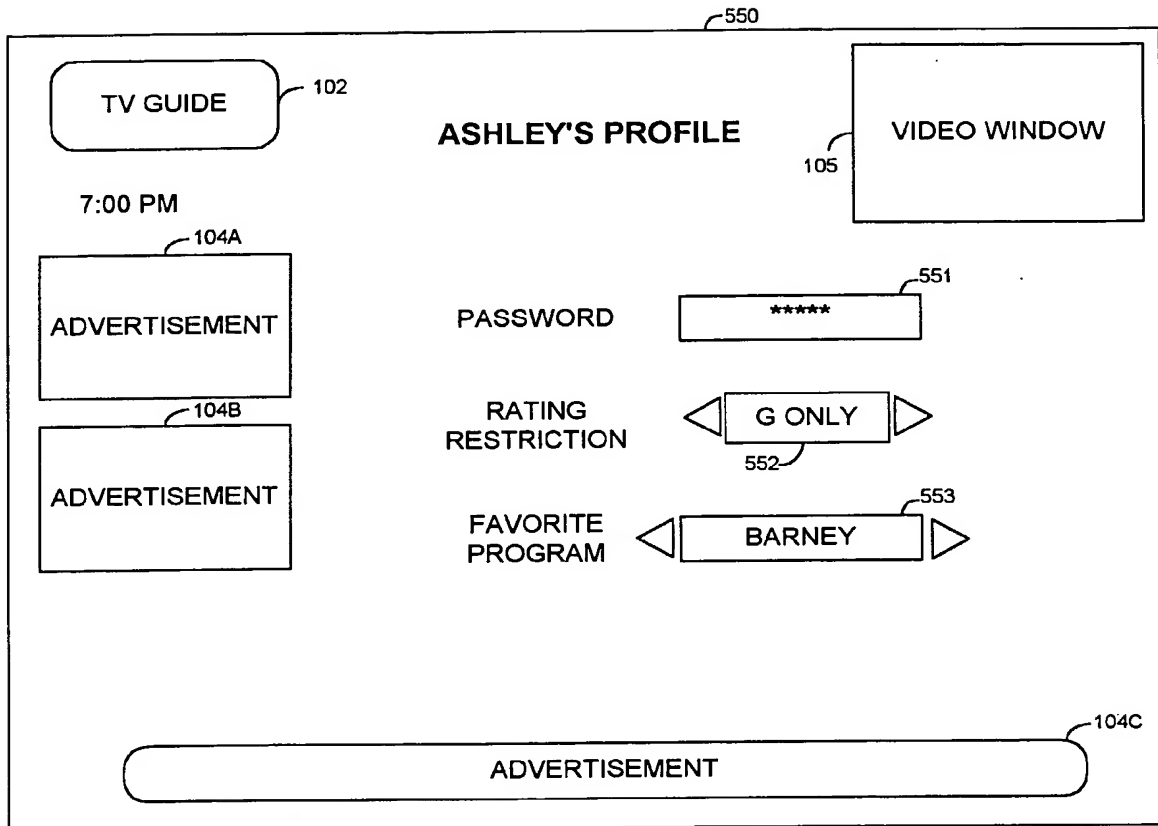 550
TV GUIDE
102
ASHLEY'S PROFILE
105
VIDEO WINDOW
7:00 PM
104A
ADVERTISEMENT
104B
ADVERTISEMENT
PASSWORD
551
*****
RATING
RESTRICTION
G ONLY
552
FAVORITE
PROGRAM
553
BARNEY
104C
ADVERTISEMENT